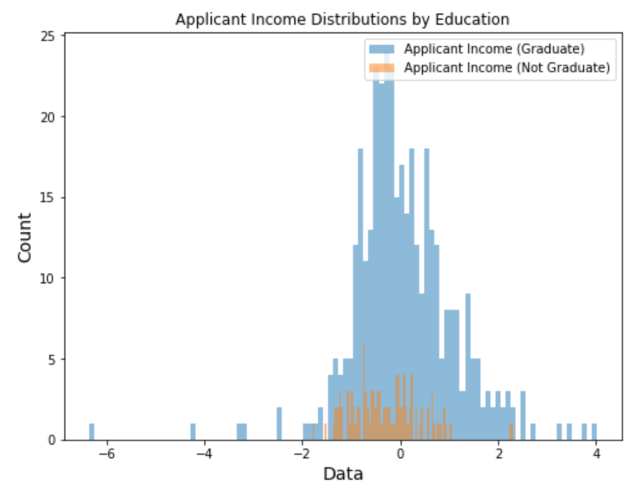 Applicant Income Distributions by Education
Applicant Income (Graduate)
Applicant Income (Not Graduate)
25
20
15
10
5
0
Count
−6
−4
−2
0
2
4
Data